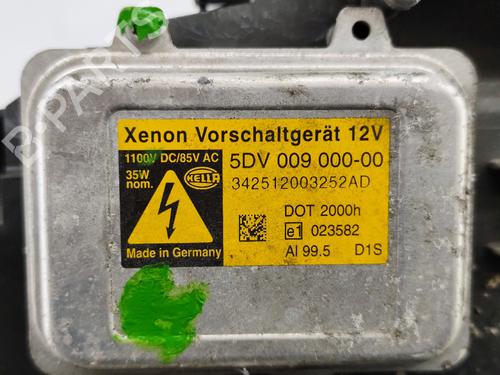 Xenon Vorschaltgerät 12V
1100V DC/85V AC
35W
nom.
HELLA
5DV 009 000-00
342512003252AD
DOT 2000h
e1 023582
Made in Germany
Al 99.5 D1S
B-PARTS